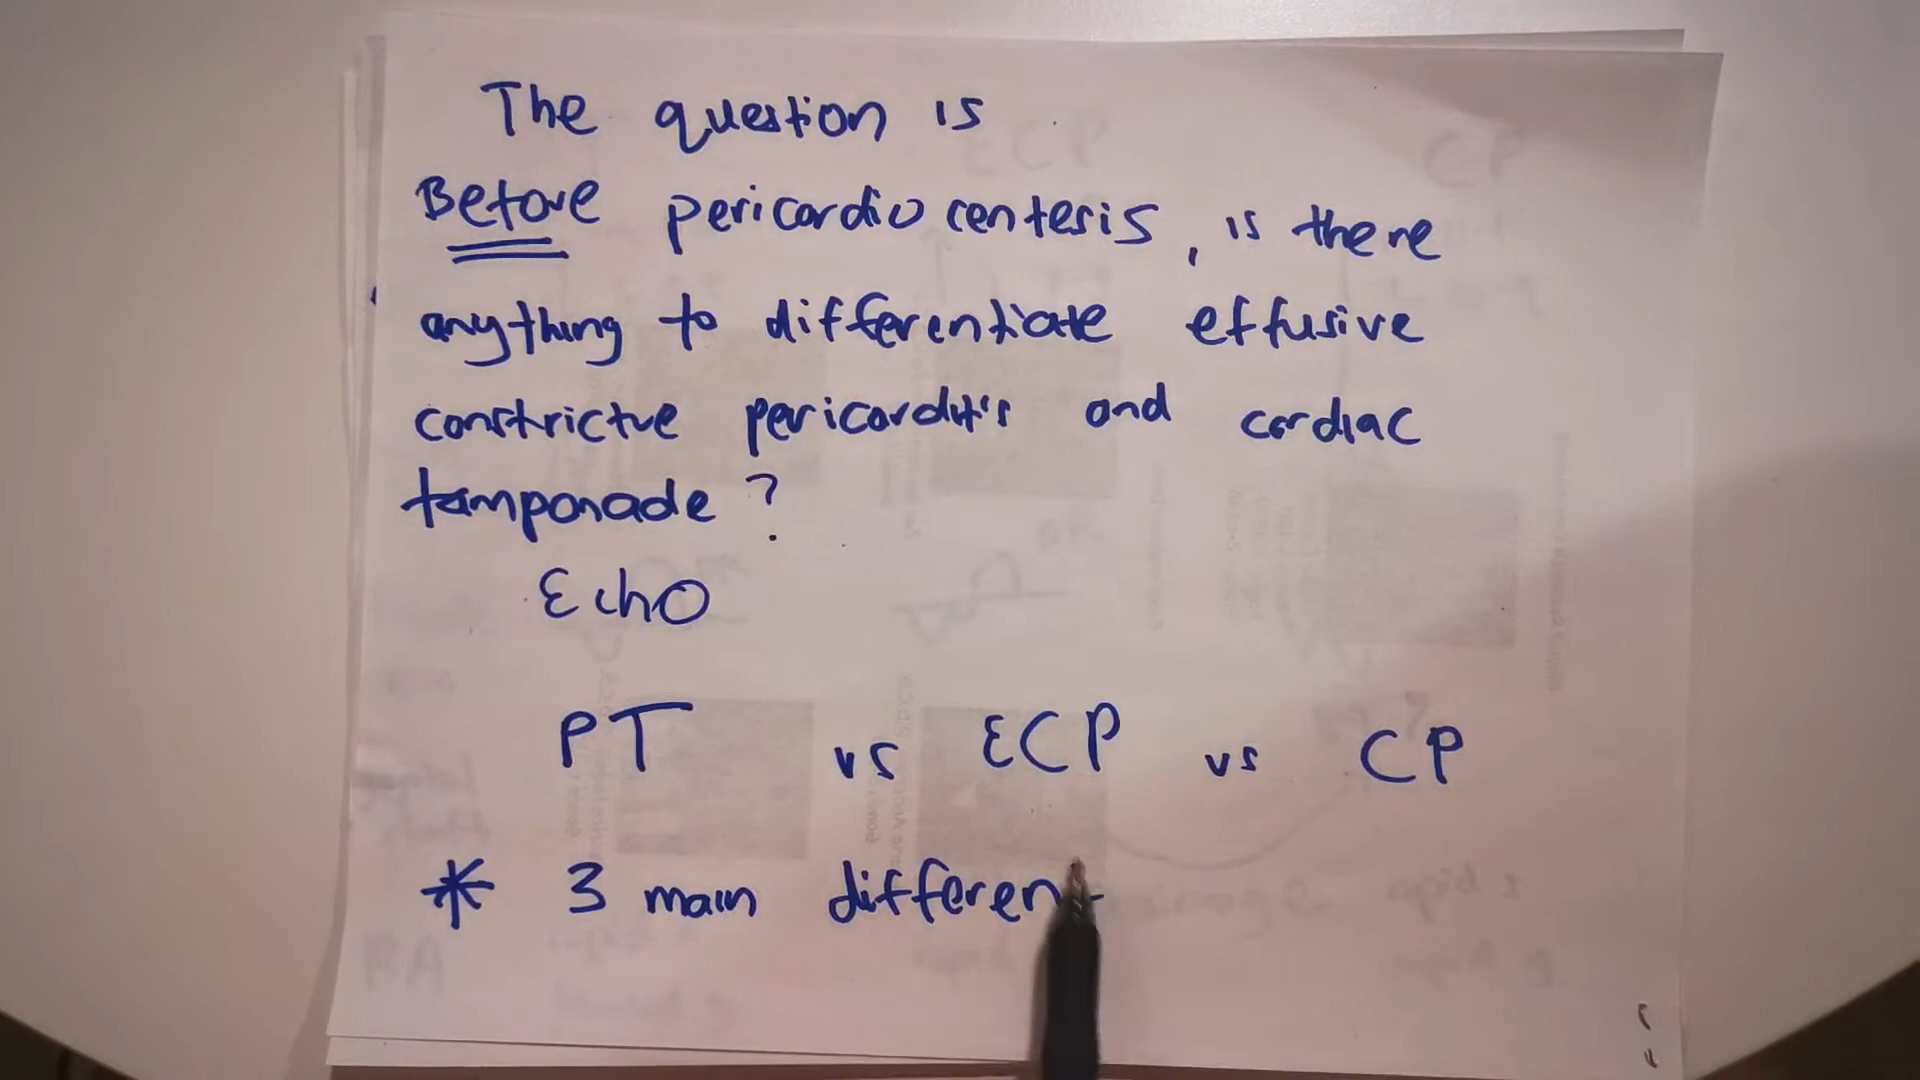 The question is
Before pericardiocentesis, is there
anything to differentiate effusive
constrictive pericarditis and cardiac
tamponade?
Echo
PT vs ECP vs CP
* 3 main different